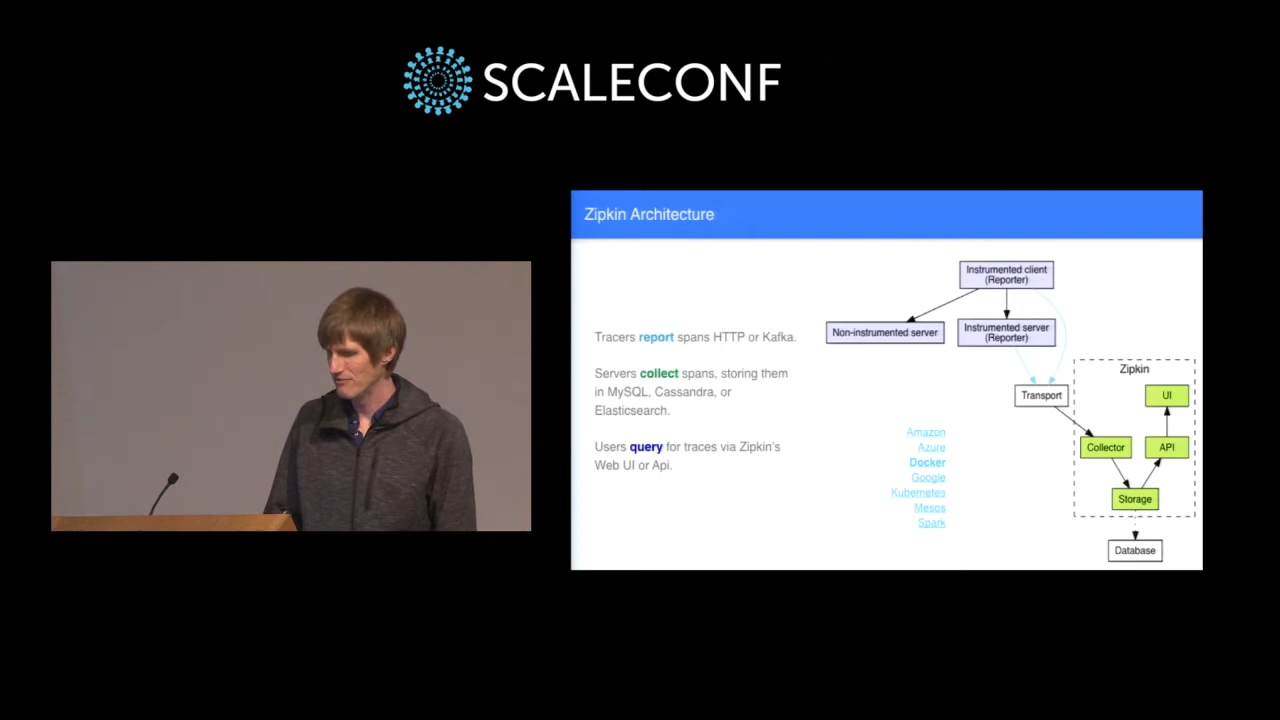 SCALECONF
Zipkin Architecture
Tracers report spans HTTP or Kafka.
Servers collect spans, storing them
in MySQL, Cassandra, or
Elasticsearch.
Users query for traces via Zipkin's
Web UI or Api.
Instrumented client
(Reporter)
Non-instrumented server
Instrumented server
(Reporter)
Transport
Zipkin
UI
Collector
API
Storage
Database
Amazon
Azure
Docker
Google
Kubernetes
Mesos
Spark